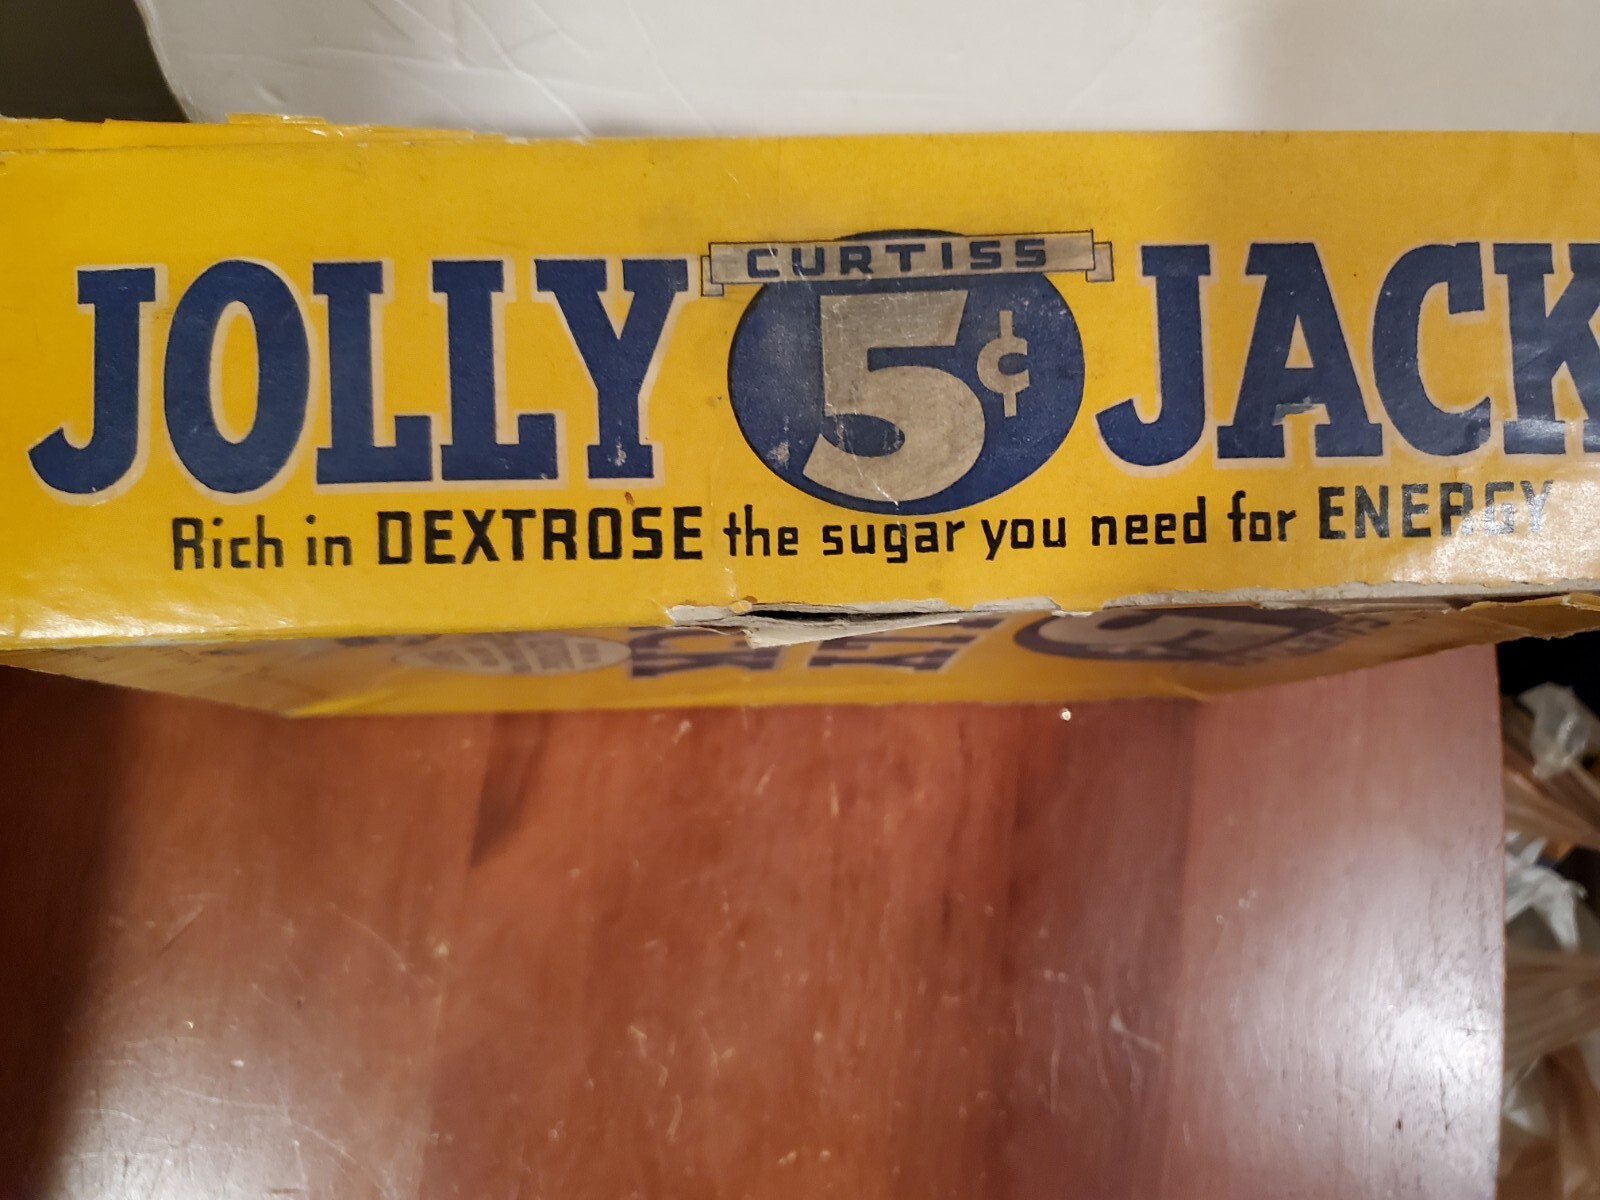 CURTISS
JOLLY 5¢ JACK
Rich in DEXTROSE the sugar you need for ENERGY